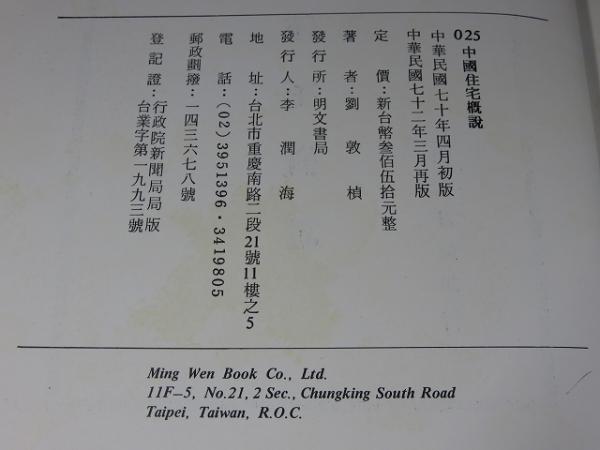 025 中國住宅概說
中華民國七十年四月初版
中華民國七十二年三月再版
定價：新台幣叁佰伍拾元整
著者：劉敦楨
發行所：明文書局
發行人：李潤海
地址：台北市重慶南路二段21號11樓之5
電話：(02)3951396·3419805
郵政劃撥：一四三六七八號
登記證：行政院新聞局局版
台業字第一九九三號
Ming Wen Book Co., Ltd.
11F–5, No.21, 2 Sec., Chungking South Road
Taipei, Taiwan, R.O.C.